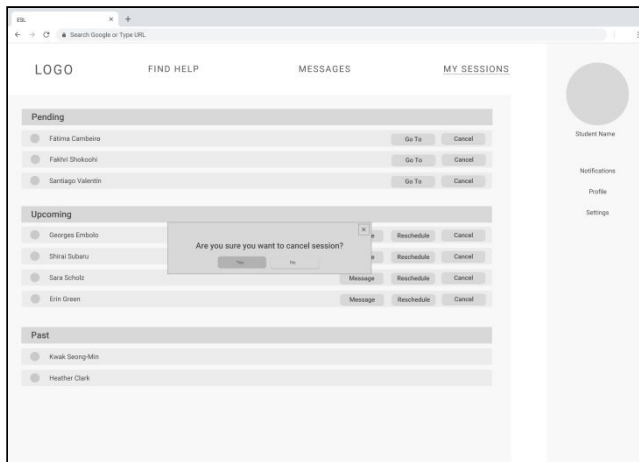 EBL × +
Search Google or Type URL
LOGO FIND HELP MESSAGES MY SESSIONS
Student Name
Notifications
Profile
Settings
Pending
Fátima Cambeiro Go To Cancel
Fakhri Shokoohi Go To Cancel
Santiago Valentín Go To Cancel
Upcoming
Georges Embolo Reschedule Cancel
Shirai Subaru Reschedule Cancel
Sara Scholz Message Reschedule Cancel
Erin Green Message Reschedule Cancel
Are you sure you want to cancel session?
Yes No
Past
Kwak Seong-Min
Heather Clark